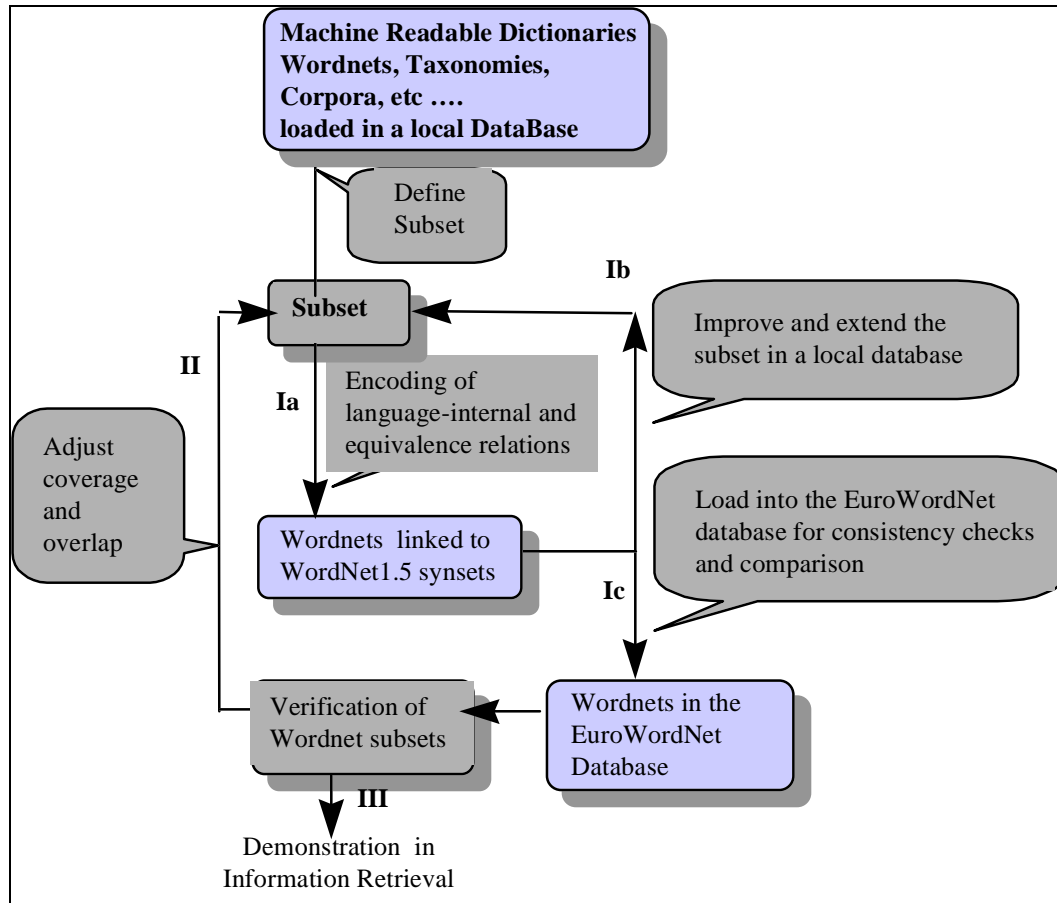 Machine Readable Dictionaries
Wordnets, Taxonomies,
Corpora, etc ….
loaded in a local DataBase
Define
Subset
Ib
Subset
Improve and extend the
subset in a local database
II
Ia
Encoding of
language-internal and
equivalence relations
Adjust
coverage
and
overlap
Load into the EuroWordNet
database for consistency checks
and comparison
Wordnets linked to
WordNet1.5 synsets
Ic
Verification of
Wordnet subsets
Wordnets in the
EuroWordNet
Database
III
Demonstration in
Information Retrieval